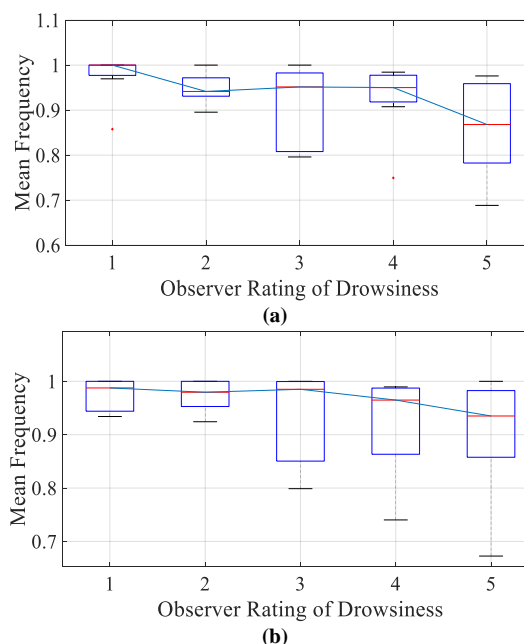 1.1
1
0.9
0.8
0.7
0.6
Mean Frequency
1 2 3 4 5
Observer Rating of Drowsiness
(a)
1
0.9
0.8
0.7
Mean Frequency
1 2 3 4 5
Observer Rating of Drowsiness
(b)